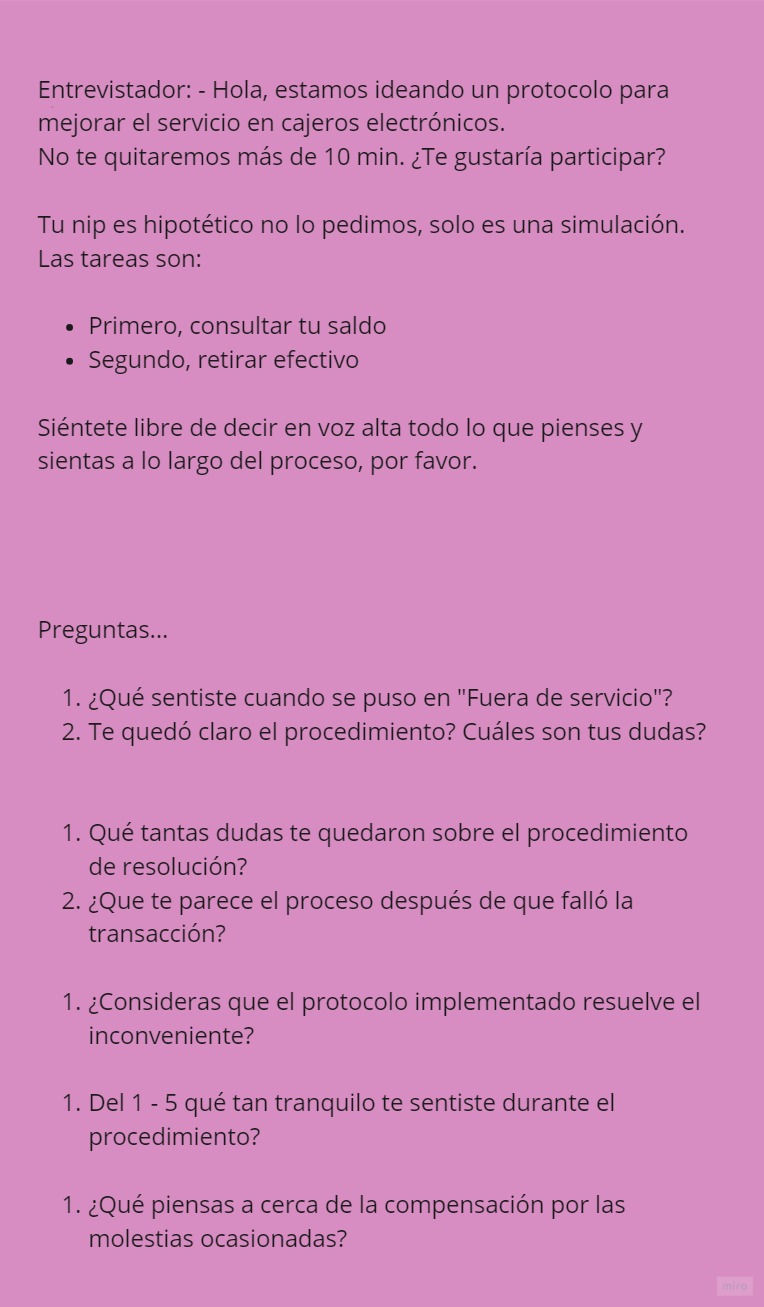 Entrevistador: - Hola, estamos ideando un protocolo para
mejorar el servicio en cajeros electrónicos.
No te quitaremos más de 10 min. ¿Te gustaría participar?
Tu nip es hipotético no lo pedimos, solo es una simulación.
Las tareas son:
• Primero, consultar tu saldo
• Segundo, retirar efectivo
Siéntete libre de decir en voz alta todo lo que pienses y
sientas a lo largo del proceso, por favor.
Preguntas...
1. ¿Qué sentiste cuando se puso en "Fuera de servicio"?
2. Te quedó claro el procedimiento? Cuáles son tus dudas?
1. Qué tantas dudas te quedaron sobre el procedimiento
de resolución?
2. ¿Que te parece el proceso después de que falló la
transacción?
1. ¿Consideras que el protocolo implementado resuelve el
inconveniente?
1. Del 1 - 5 qué tan tranquilo te sentiste durante el
procedimiento?
1. ¿Qué piensas a cerca de la compensación por las
molestias ocasionadas?
miro